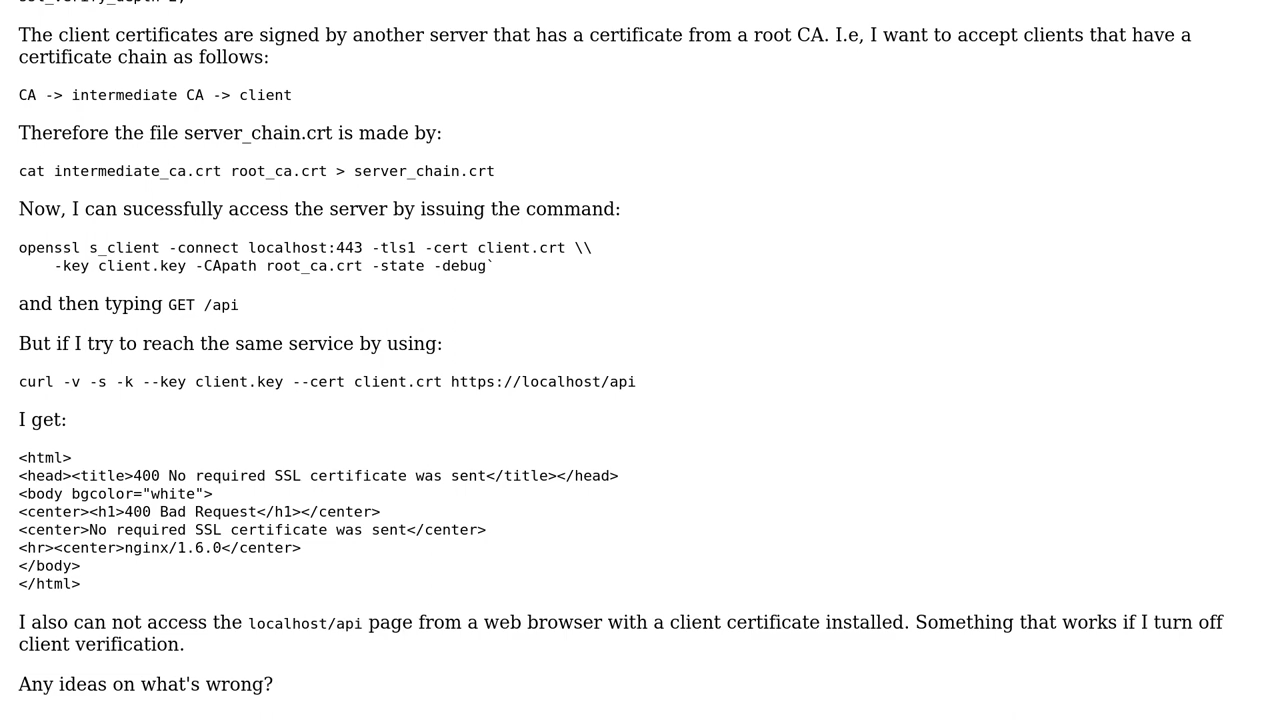 The client certificates are signed by another server that has a certificate from a root CA. I.e, I want to accept clients that have a
certificate chain as follows:
CA -> intermediate CA -> client
Therefore the file server_chain.crt is made by:
cat intermediate_ca.crt root_ca.crt > server_chain.crt
Now, I can sucessfully access the server by issuing the command:
openssl s_client -connect localhost:443 -tls1 -cert client.crt \\
    -key client.key -CApath root_ca.crt -state -debug`
and then typing GET /api
But if I try to reach the same service by using:
curl -v -s -k --key client.key --cert client.crt https://localhost/api
I get:
<html>
<head><title>400 No required SSL certificate was sent</title></head>
<body bgcolor="white">
<center><h1>400 Bad Request</h1></center>
<center>No required SSL certificate was sent</center>
<hr><center>nginx/1.6.0</center>
</body>
</html>
I also can not access the localhost/api page from a web browser with a client certificate installed. Something that works if I turn off
client verification.
Any ideas on what's wrong?